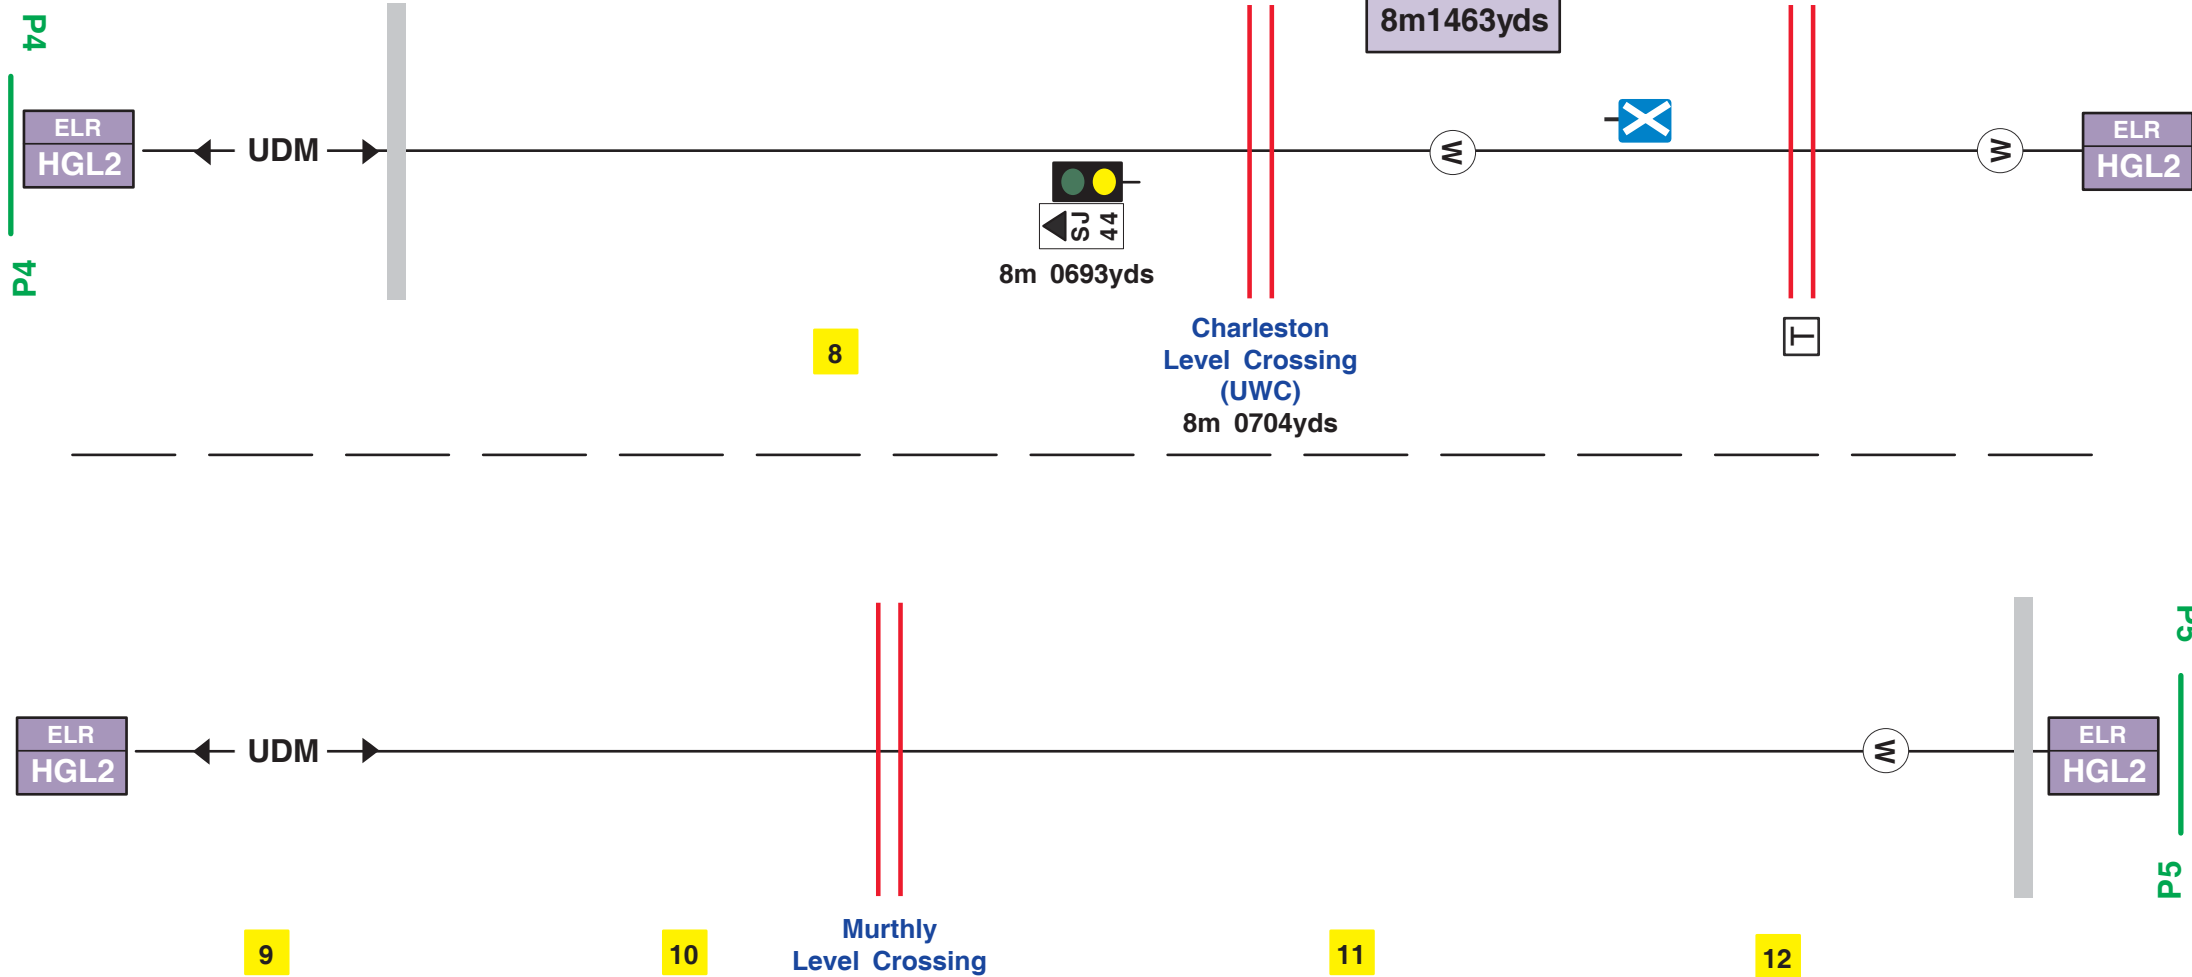 P4
8m1463yds
ELR
HGL2
UDM
W
W
ELR
HGL2
SJ
44
P4
8m 0693yds
T
8
Charleston
Level Crossing
(UWC)
8m 0704yds
P5
ELR
HGL2
UDM
W
ELR
HGL2
P5
9
10
Murthly
Level Crossing
11
12